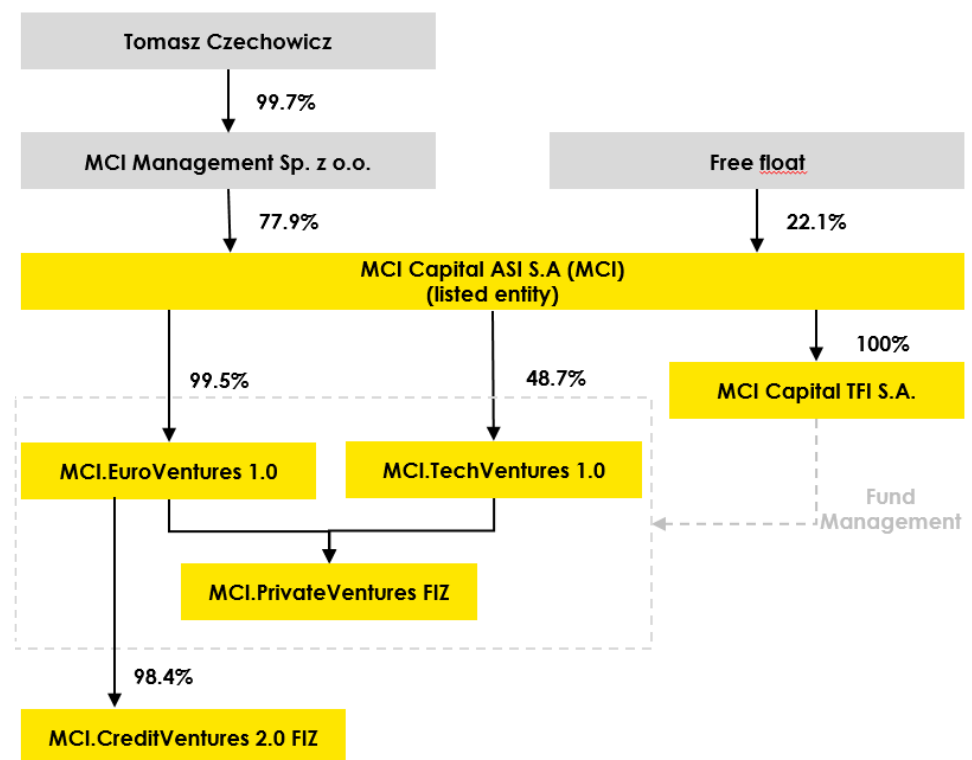 Tomasz Czechowicz
99.7%
MCI Management Sp. z o.o.
Free float
77.9%
22.1%
MCI Capital ASI S.A (MCI)
(listed entity)
99.5%
48.7%
100%
MCI Capital TFI S.A.
MCI.EuroVentures 1.0
MCI.TechVentures 1.0
Fund
Management
MCI.PrivateVentures FIZ
98.4%
MCI.CreditVentures 2.0 FIZ